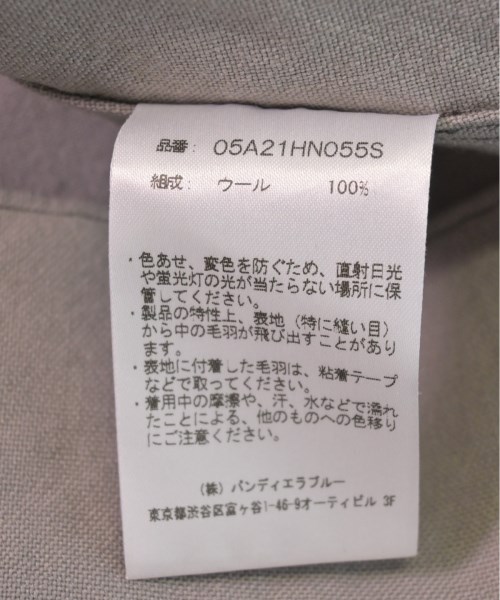 品番: 05A21HN055S
組成: ウール 100%
・色あせ、変色を防ぐため、直射日光
や蛍光灯の光が当たらない場所に保
管してください。
・製品の特性上、表地(特に縫い目)
から中の毛羽が飛び出すことがあり
ます。
・表地に付着した毛羽は、粘着テープ
などで取ってください。
・着用中の摩擦や、汗、水などで濡れ
たことによる、他のものへの色移り
にご注意ください。
(株) バンディエラブルー
東京都渋谷区富ヶ谷1-46-9オーティビル 3F